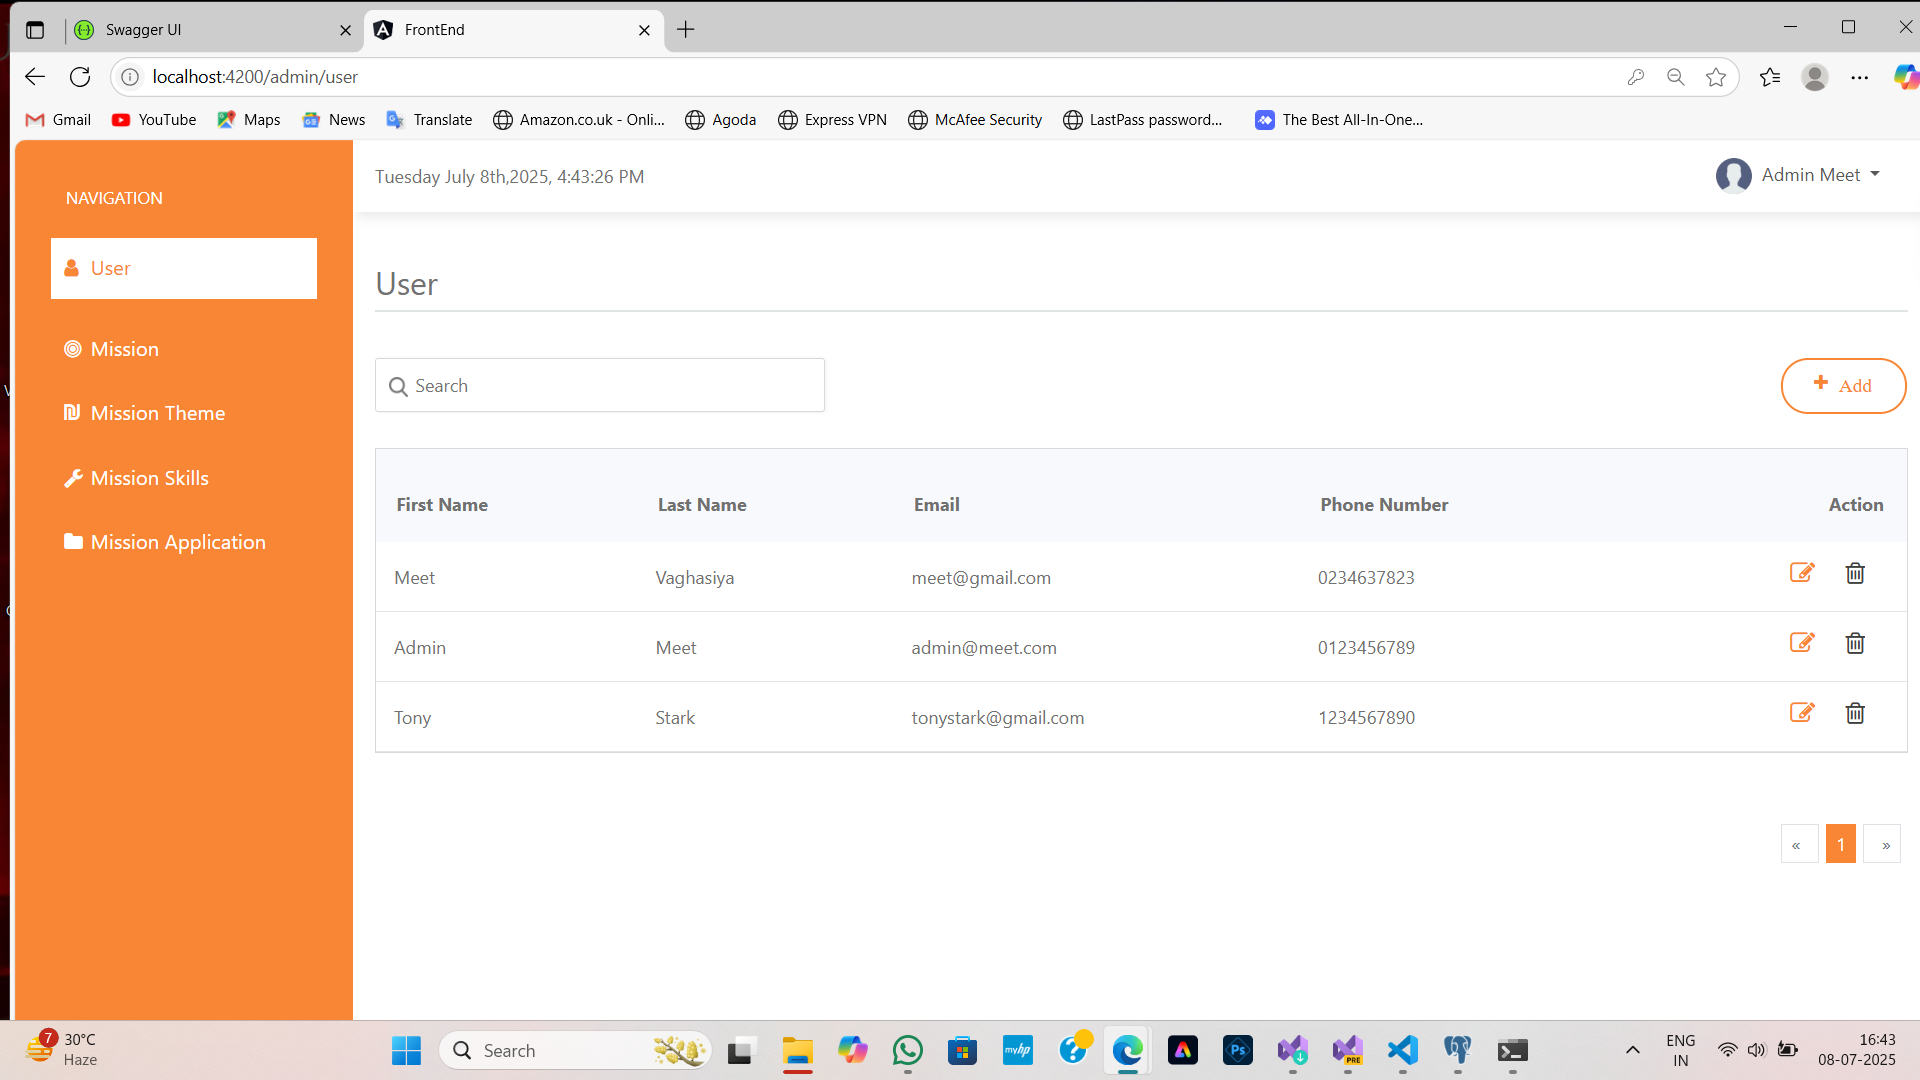 Swagger UI
FrontEnd
localhost:4200/admin/user
Gmail
YouTube
Maps
News
Translate
Amazon.co.uk - Onli...
Agoda
Express VPN
McAfee Security
LastPass password...
The Best All-In-One...
NAVIGATION
User
Mission
Mission Theme
Mission Skills
Mission Application
Tuesday July 8th,2025, 4:43:26 PM
Admin Meet
User
Search
Add
First Name Last Name Email Phone Number Action
Meet Vaghasiya meet@gmail.com 0234637823
Admin Meet admin@meet.com 0123456789
Tony Stark tonystark@gmail.com 1234567890
« 1 »
7
30°C
Haze
Search
myhp
Ps
PRE
ENG
IN
16:43
08-07-2025